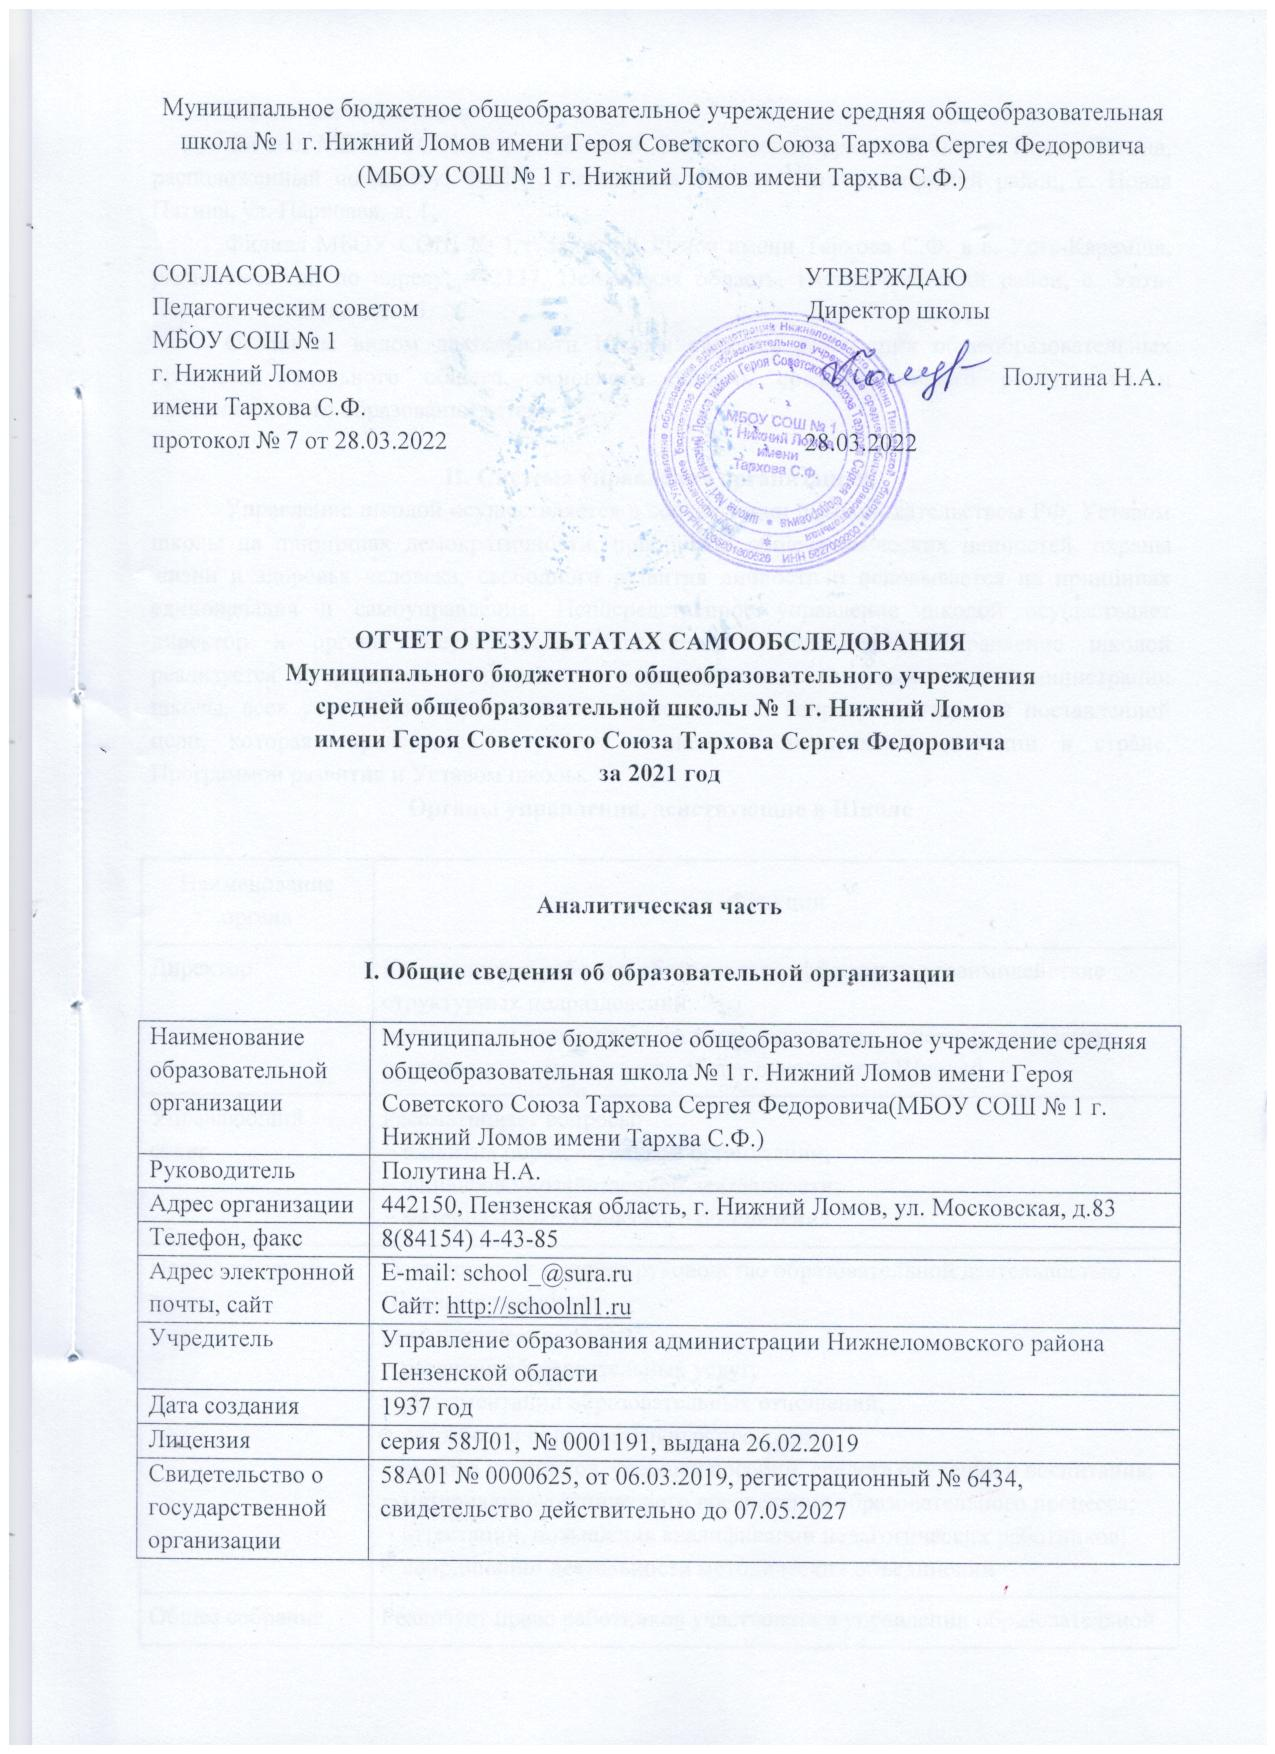 Муниципальное бюджетное общеобразовательное учреждение средняя общеобразовательная
школа № 1 г. Нижний Ломов имени Героя Советского Союза Тархова Сергея Федоровича
(МБОУ СОШ № 1 г. Нижний Ломов имени Тархва С.Ф.)
СОГЛАСОВАНО
Педагогическим советом
МБОУ СОШ № 1
г. Нижний Ломов
имени Тархова С.Ф.
протокол № 7 от 28.03.2022
УТВЕРЖДАЮ
Директор школы
Полутина Н.А.
28.03.2022
МБОУ СОШ № 1
г. Нижний Ломов
имени
Тархова С.Ф.
ОТЧЕТ О РЕЗУЛЬТАТАХ САМООБСЛЕДОВАНИЯ
Муниципального бюджетного общеобразовательного учреждения
средней общеобразовательной школы № 1 г. Нижний Ломов
имени Героя Советского Союза Тархова Сергея Федоровича
за 2021 год
Аналитическая часть
I. Общие сведения об образовательной организации
Наименование
образовательной
организации
Муниципальное бюджетное общеобразовательное учреждение средняя
общеобразовательная школа № 1 г. Нижний Ломов имени Героя
Советского Союза Тархова Сергея Федоровича(МБОУ СОШ № 1 г.
Нижний Ломов имени Тархва С.Ф.)
Руководитель
Полутина Н.А.
Адрес организации
442150, Пензенская область, г. Нижний Ломов, ул. Московская, д.83
Телефон, факс
8(84154) 4-43-85
Адрес электронной
почты, сайт
E-mail: school_@sura.ru
Сайт: http://schoolnl1.ru
Учредитель
Управление образования администрации Нижнеломовского района
Пензенской области
Дата создания
1937 год
Лицензия
серия 58Л01, № 0001191, выдана 26.02.2019
Свидетельство о
государственной
организации
58А01 № 0000625, от 06.03.2019, регистрационный № 6434,
свидетельство действительно до 07.05.2027